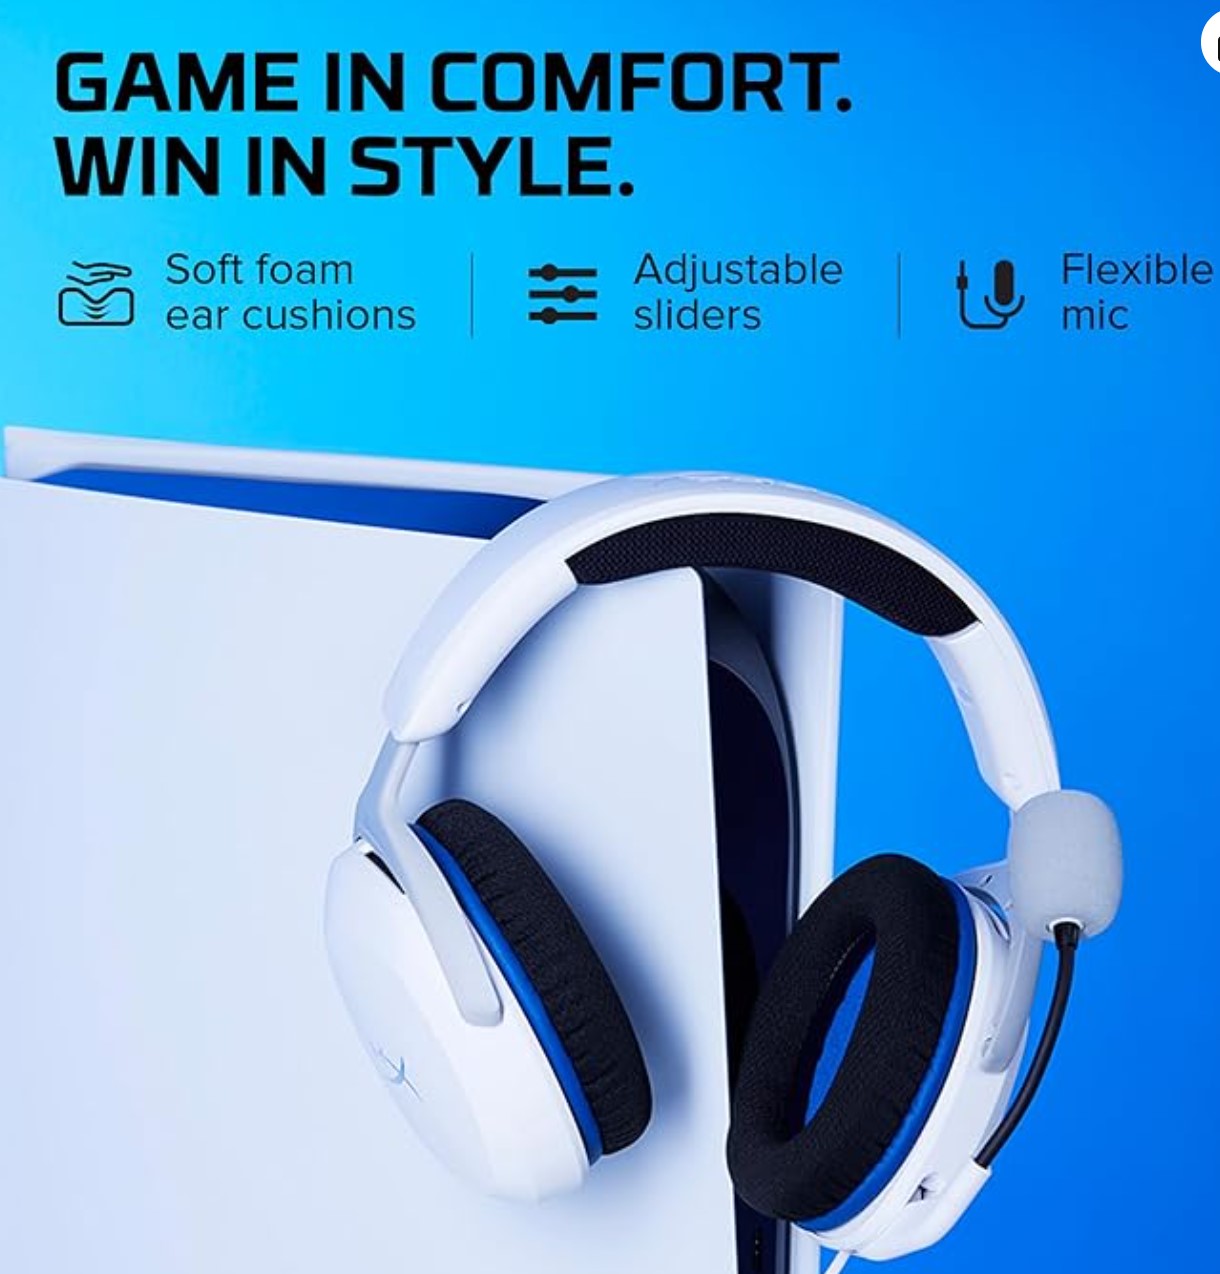 GAME IN COMFORT.
WIN IN STYLE.
Soft foam
ear cushions
Adjustable
sliders
Flexible
mic